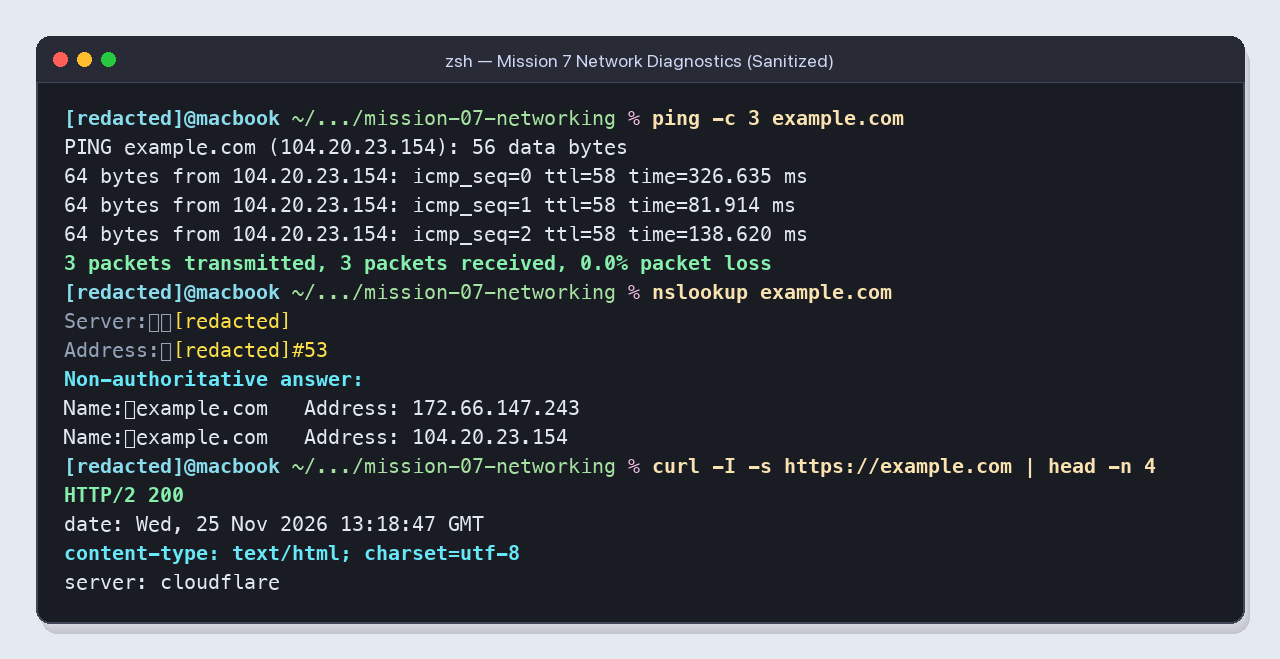 zsh — Mission 7 Network Diagnostics (Sanitized)
[redacted]@macbook ~/.../mission-07-networking % ping -c 3 example.com
PING example.com (104.20.23.154): 56 data bytes
64 bytes from 104.20.23.154: icmp_seq=0 ttl=58 time=326.635 ms
64 bytes from 104.20.23.154: icmp_seq=1 ttl=58 time=81.914 ms
64 bytes from 104.20.23.154: icmp_seq=2 ttl=58 time=138.620 ms
3 packets transmitted, 3 packets received, 0.0% packet loss
[redacted]@macbook ~/.../mission-07-networking % nslookup example.com
Server:▯▯[redacted]
Address:▯[redacted]#53
Non-authoritative answer:
Name:▯example.com   Address: 172.66.147.243
Name:▯example.com   Address: 104.20.23.154
[redacted]@macbook ~/.../mission-07-networking % curl -I -s https://example.com | head -n 4
HTTP/2 200
date: Wed, 25 Nov 2026 13:18:47 GMT
content-type: text/html; charset=utf-8
server: cloudflare